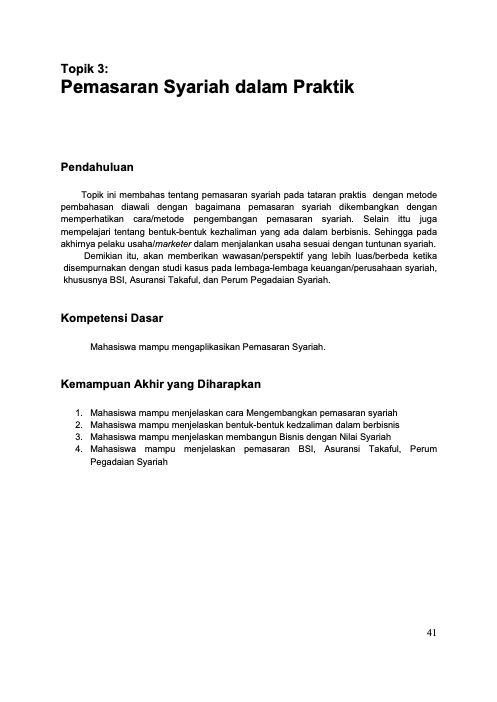 Topik 3:
Pemasaran Syariah dalam Praktik
Pendahuluan
Topik ini membahas tentang pemasaran syariah pada tataran praktis dengan metode
pembahasan diawali dengan bagaimana pemasaran syariah dikembangkan dengan
memperhatikan cara/metode pengembangan pemasaran syariah. Selain ittu juga
mempelajari tentang bentuk-bentuk kezhaliman yang ada dalam berbisnis. Sehingga pada
akhirnya pelaku usaha/marketer dalam menjalankan usaha sesuai dengan tuntunan syariah.
Demikian itu, akan memberikan wawasan/perspektif yang lebih luas/berbeda ketika
disempurnakan dengan studi kasus pada lembaga-lembaga keuangan/perusahaan syariah,
khususnya BSI, Asuransi Takaful, dan Perum Pegadaian Syariah.
Kompetensi Dasar
Mahasiswa mampu mengaplikasikan Pemasaran Syariah.
Kemampuan Akhir yang Diharapkan
1. Mahasiswa mampu menjelaskan cara Mengembangkan pemasaran syariah
2. Mahasiswa mampu menjelaskan bentuk-bentuk kedzaliman dalam berbisnis
3. Mahasiswa mampu menjelaskan membangun Bisnis dengan Nilai Syariah
4. Mahasiswa mampu menjelaskan pemasaran BSI, Asuransi Takaful, Perum
Pegadaian Syariah
41